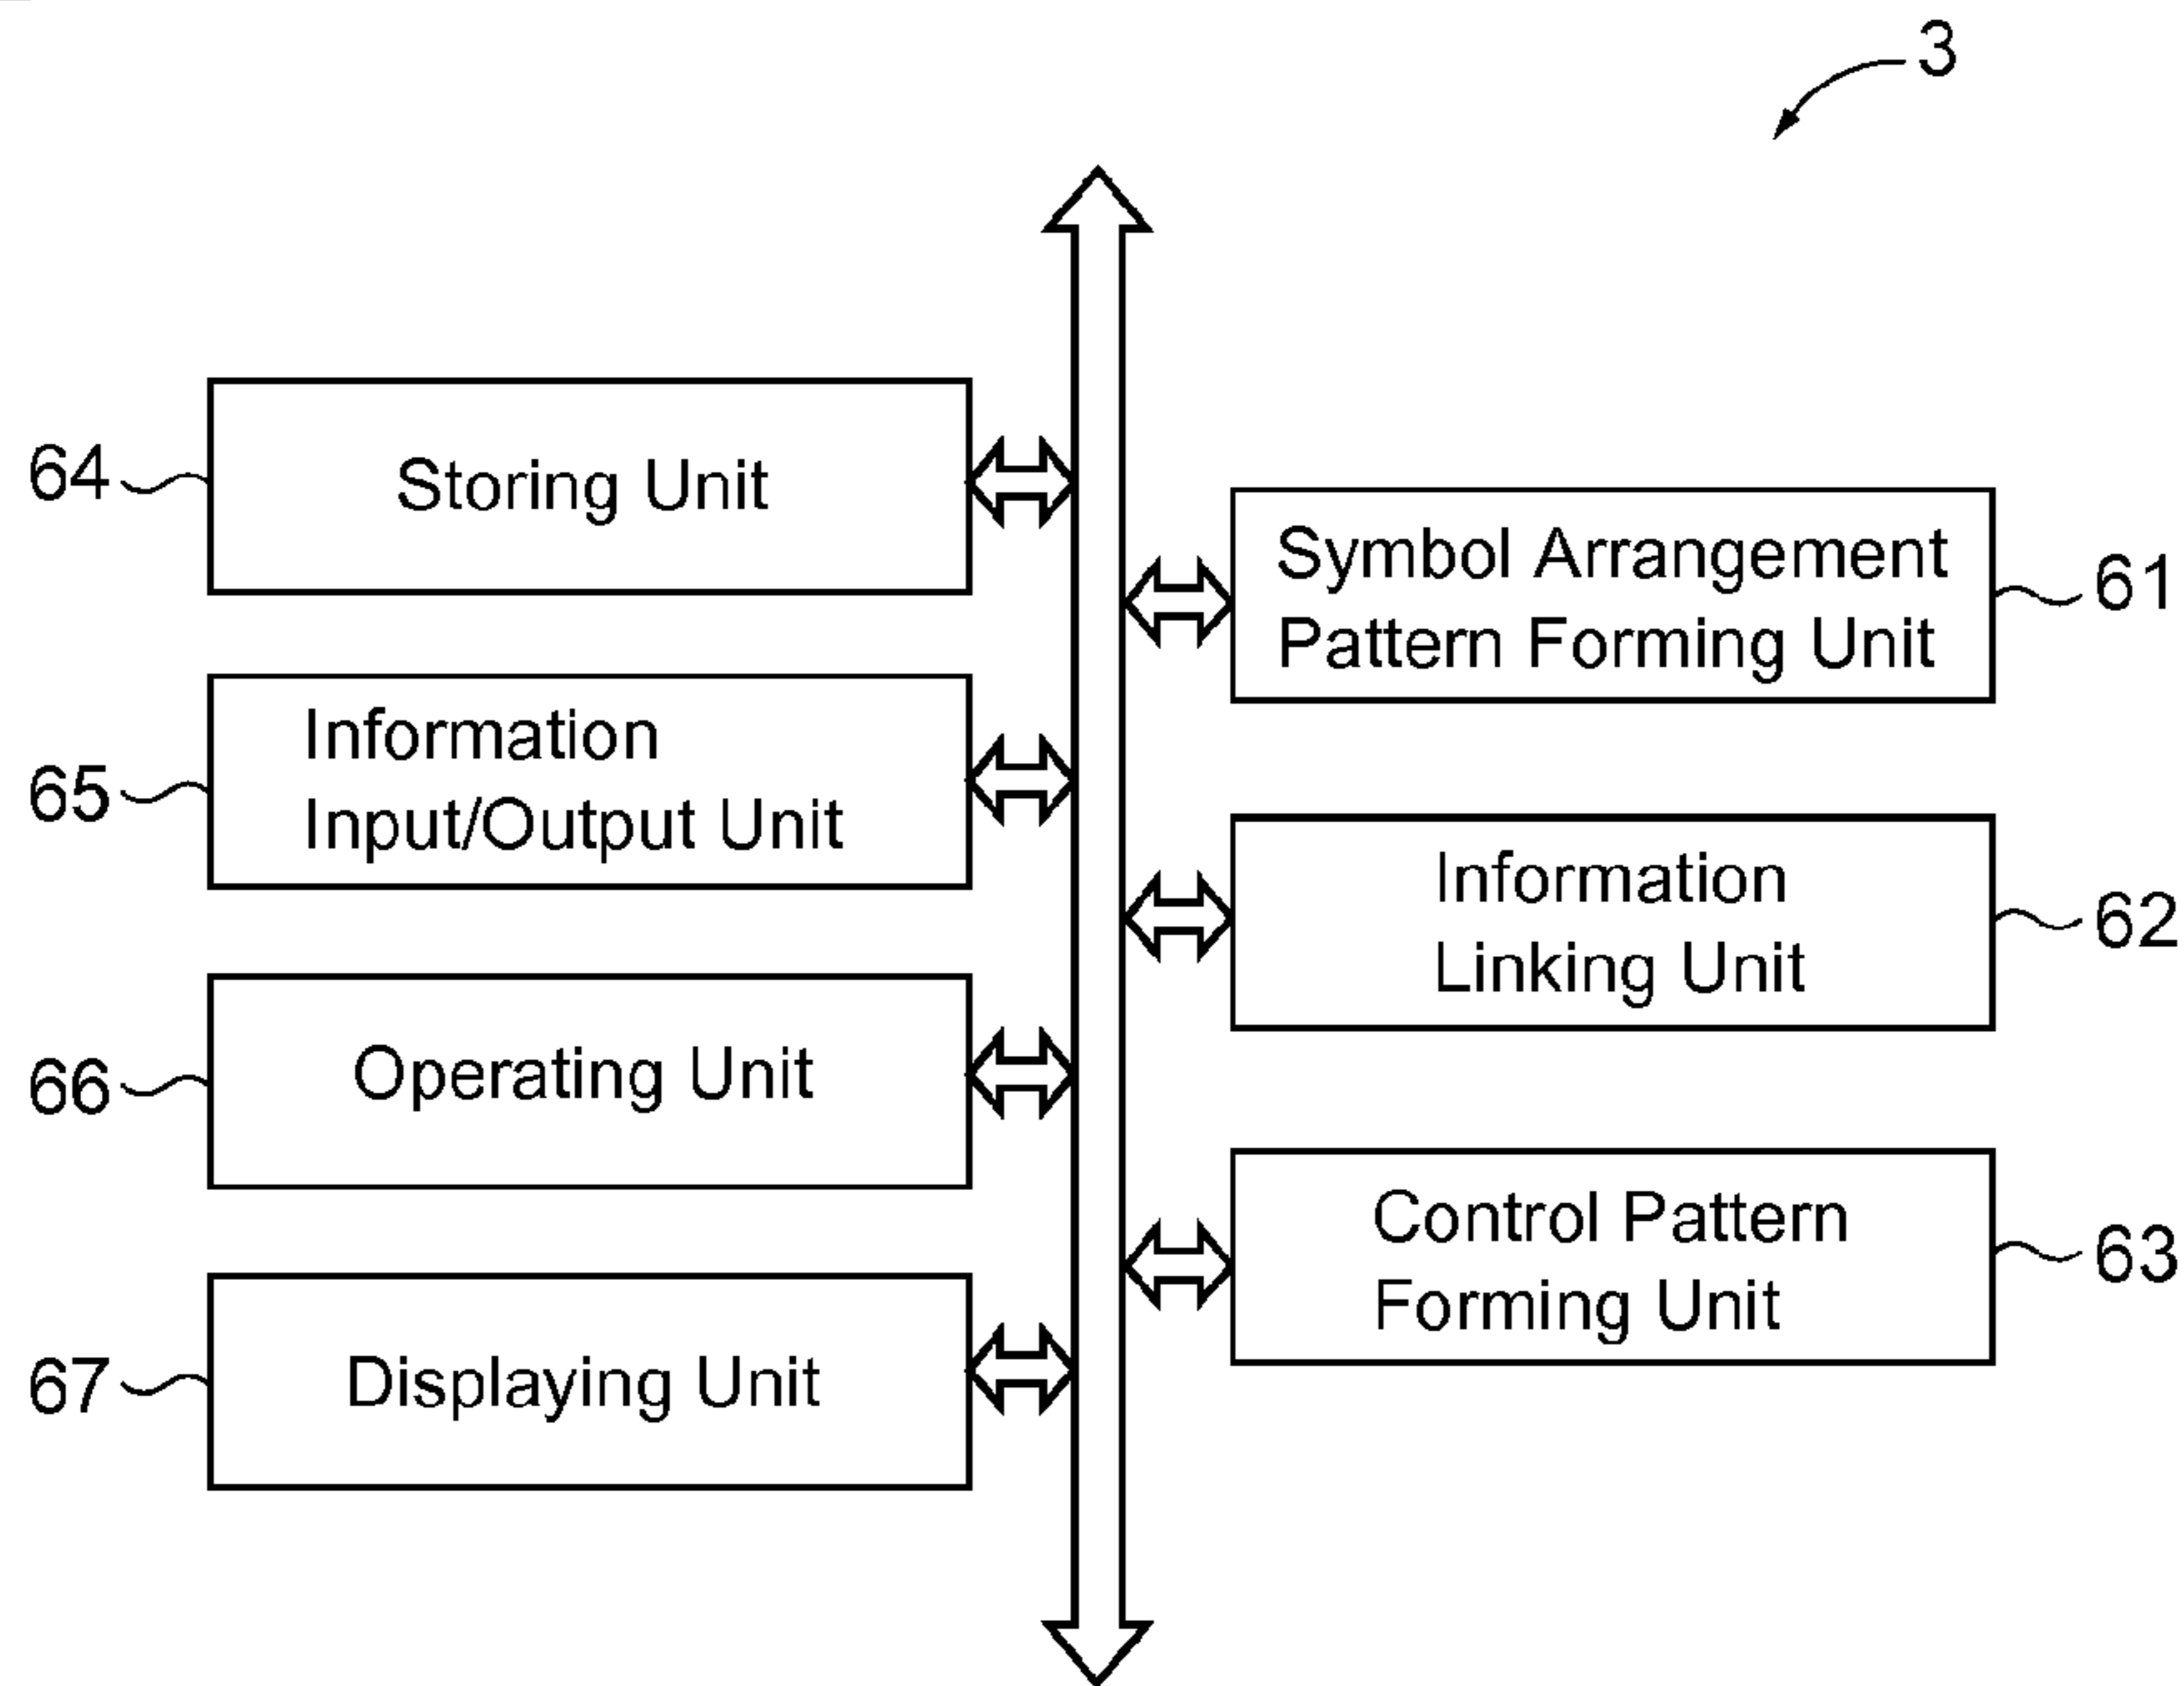 3
64
Storing Unit
Symbol Arrangement
Pattern Forming Unit
61
65
Information
Input/Output Unit
Information
Linking Unit
62
66
Operating Unit
Control Pattern
Forming Unit
63
67
Displaying Unit